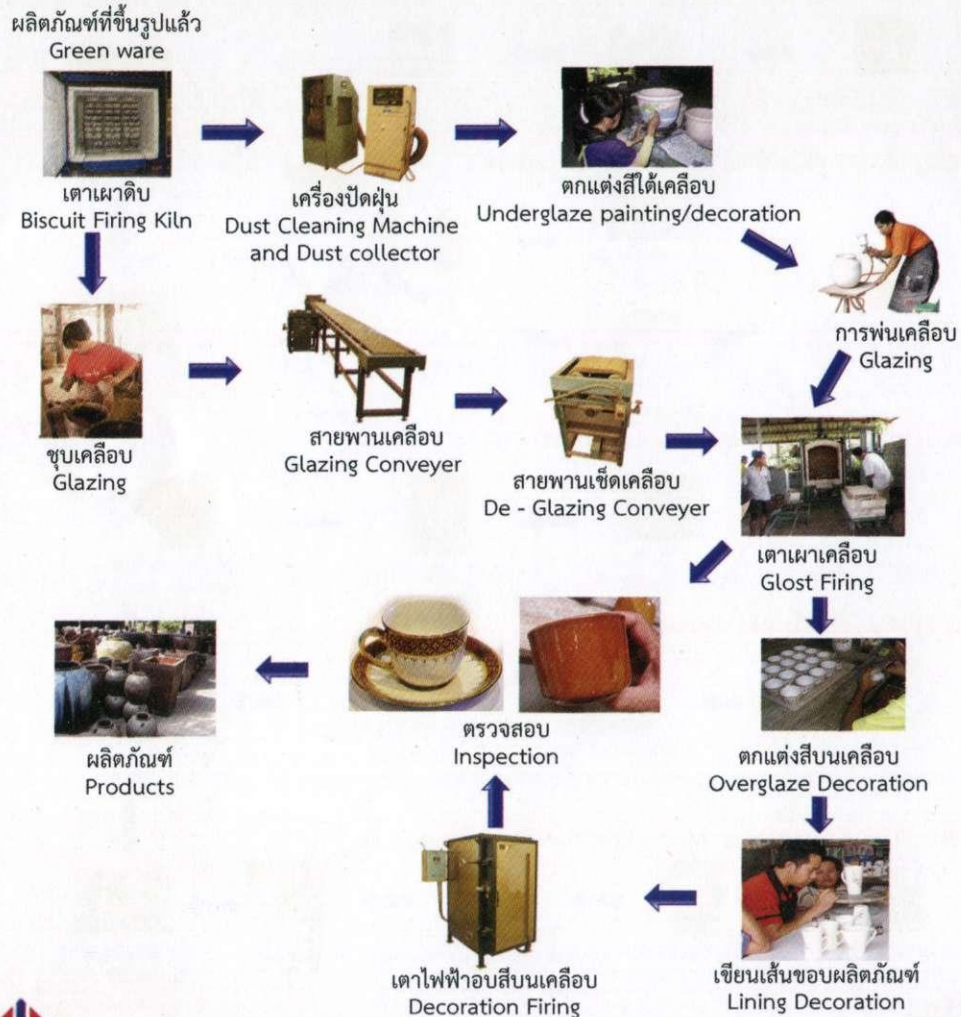 ผลิตภัณฑ์ที่ขึ้นรูปแล้ว
Green ware
เตาเผาดิบ
Biscuit Firing Kiln
เครื่องปัดฝุ่น
Dust Cleaning Machine
and Dust collector
ตกแต่งสีใต้เคลือบ
Underglaze painting/decoration
การพ่นเคลือบ
Glazing
ชุบเคลือบ
Glazing
สายพานเคลือบ
Glazing Conveyer
สายพานเช็ดเคลือบ
De - Glazing Conveyer
เตาเผาเคลือบ
Glost Firing
ผลิตภัณฑ์
Products
ตรวจสอบ
Inspection
ตกแต่งสีบนเคลือบ
Overglaze Decoration
เตาไฟฟ้าอบสีบนเคลือบ
Decoration Firing
เขียนเส้นขอบผลิตภัณฑ์
Lining Decoration